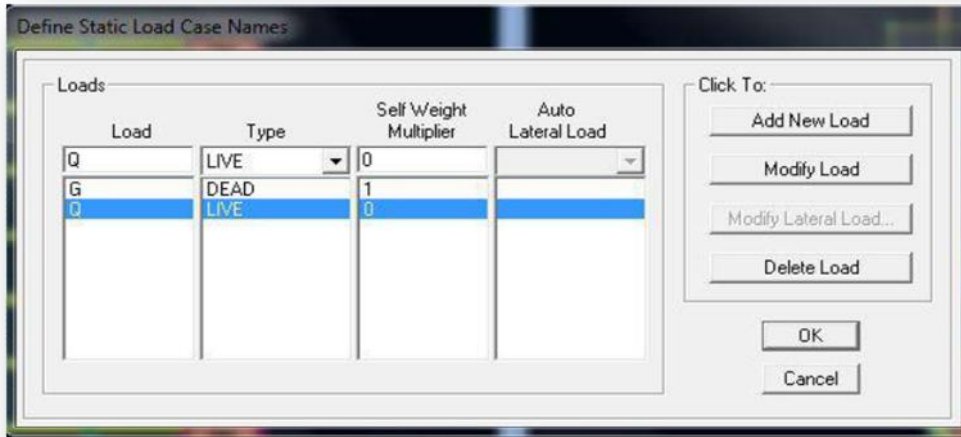 Define Static Load Case Names
Loads
Load Type Self Weight Multiplier Auto Lateral Load
Q LIVE 0
G DEAD 1
Q LIVE 0
Click To:
Add New Load
Modify Load
Modify Lateral Load...
Delete Load
OK
Cancel